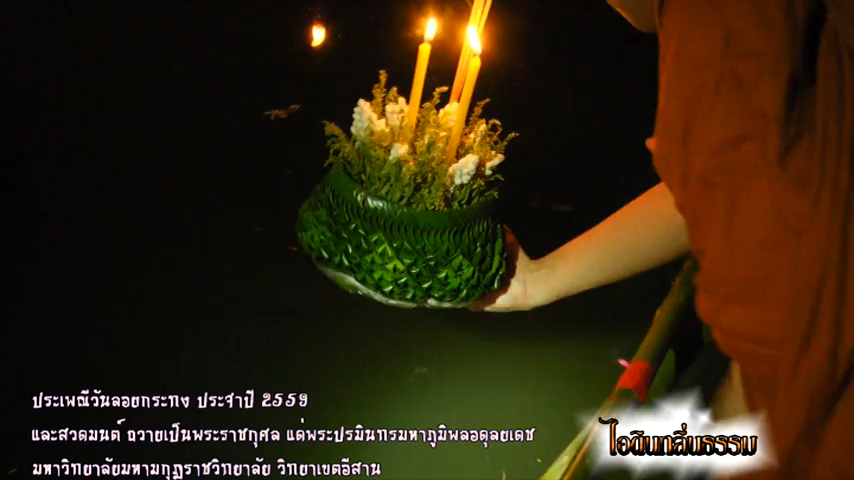 ประเพณีวันลอยกระทง ประจำปี 2559
และสวดมนต์ ถวายเป็นพระราชกุศล แด่พระปรมินทรมหาภูมิพลอดุลยเดช
มหาวิทยาลัยมหามกุฏราชวิทยาลัย วิทยาเขตอีสาน
ไออินกลิ่นธรรม